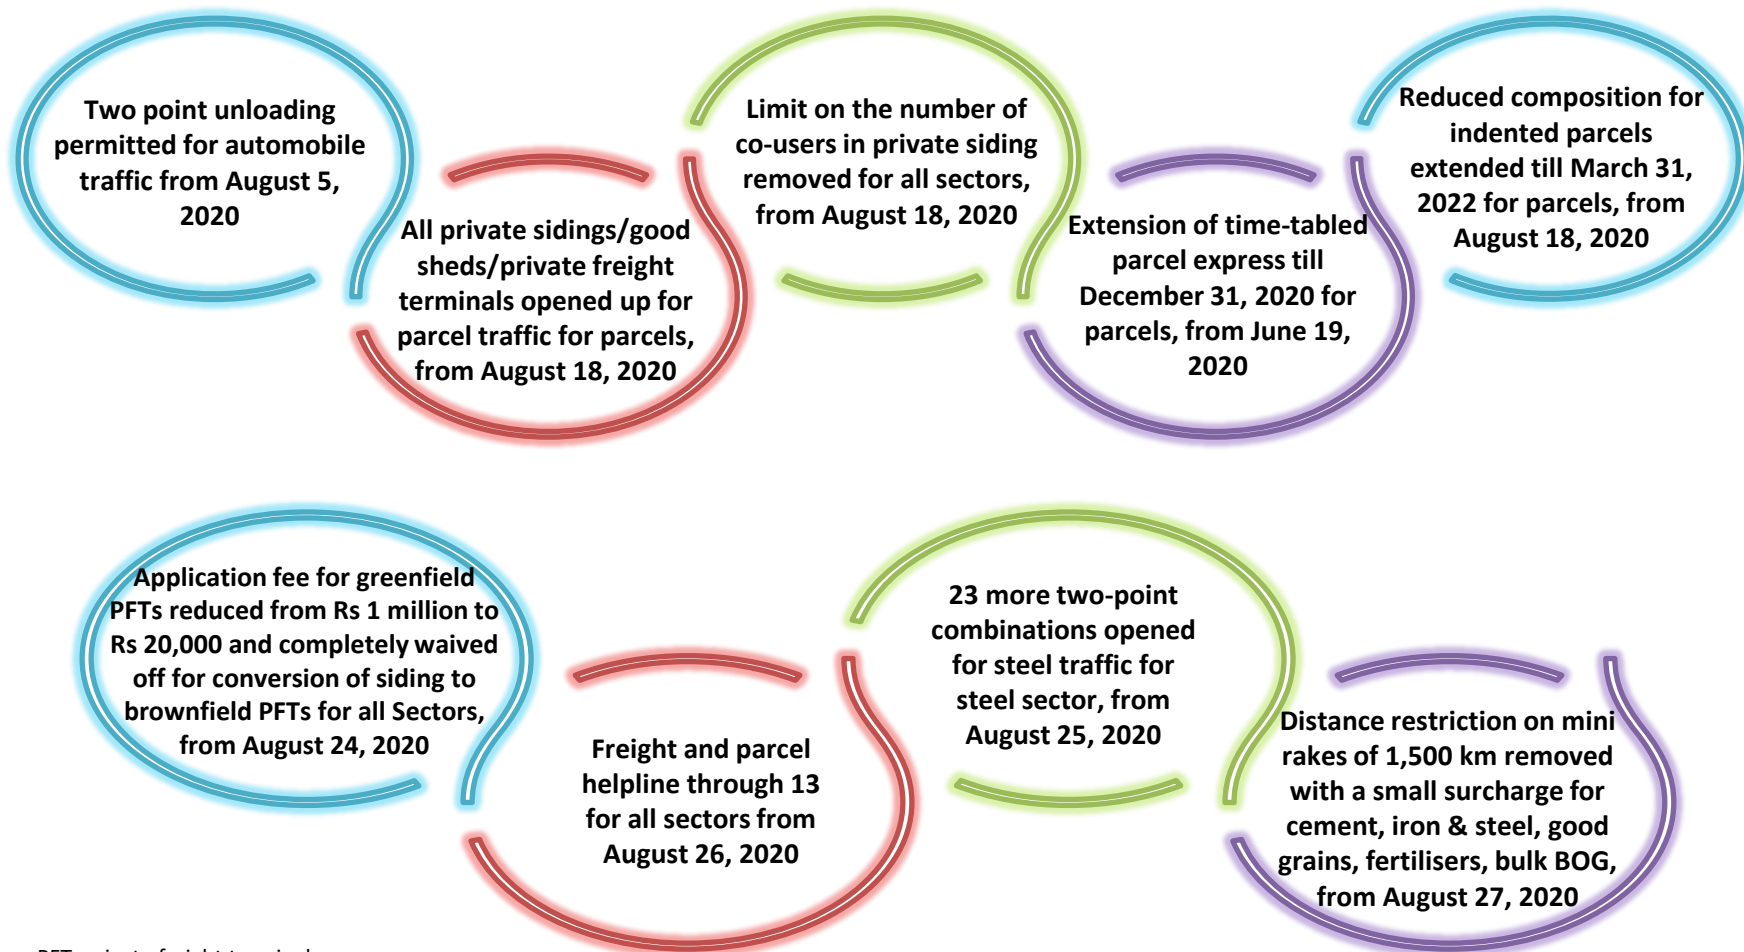 Two point unloading
permitted for automobile
traffic from August 5,
2020
All private sidings/good
sheds/private freight
terminals opened up for
parcel traffic for parcels,
from August 18, 2020
Limit on the number of
co-users in private siding
removed for all sectors,
from August 18, 2020
Extension of time-tabled
parcel express till
December 31, 2020 for
parcels, from June 19,
2020
Reduced composition for
indented parcels
extended till March 31,
2022 for parcels, from
August 18, 2020
Application fee for greenfield
PFTs reduced from Rs 1 million to
Rs 20,000 and completely waived
off for conversion of siding to
brownfield PFTs for all Sectors,
from August 24, 2020
Freight and parcel
helpline through 13
for all sectors from
August 26, 2020
23 more two-point
combinations opened
for steel traffic for
steel sector, from
August 25, 2020
Distance restriction on mini
rakes of 1,500 km removed
with a small surcharge for
cement, iron & steel, good
grains, fertilisers, bulk BOG,
from August 27, 2020